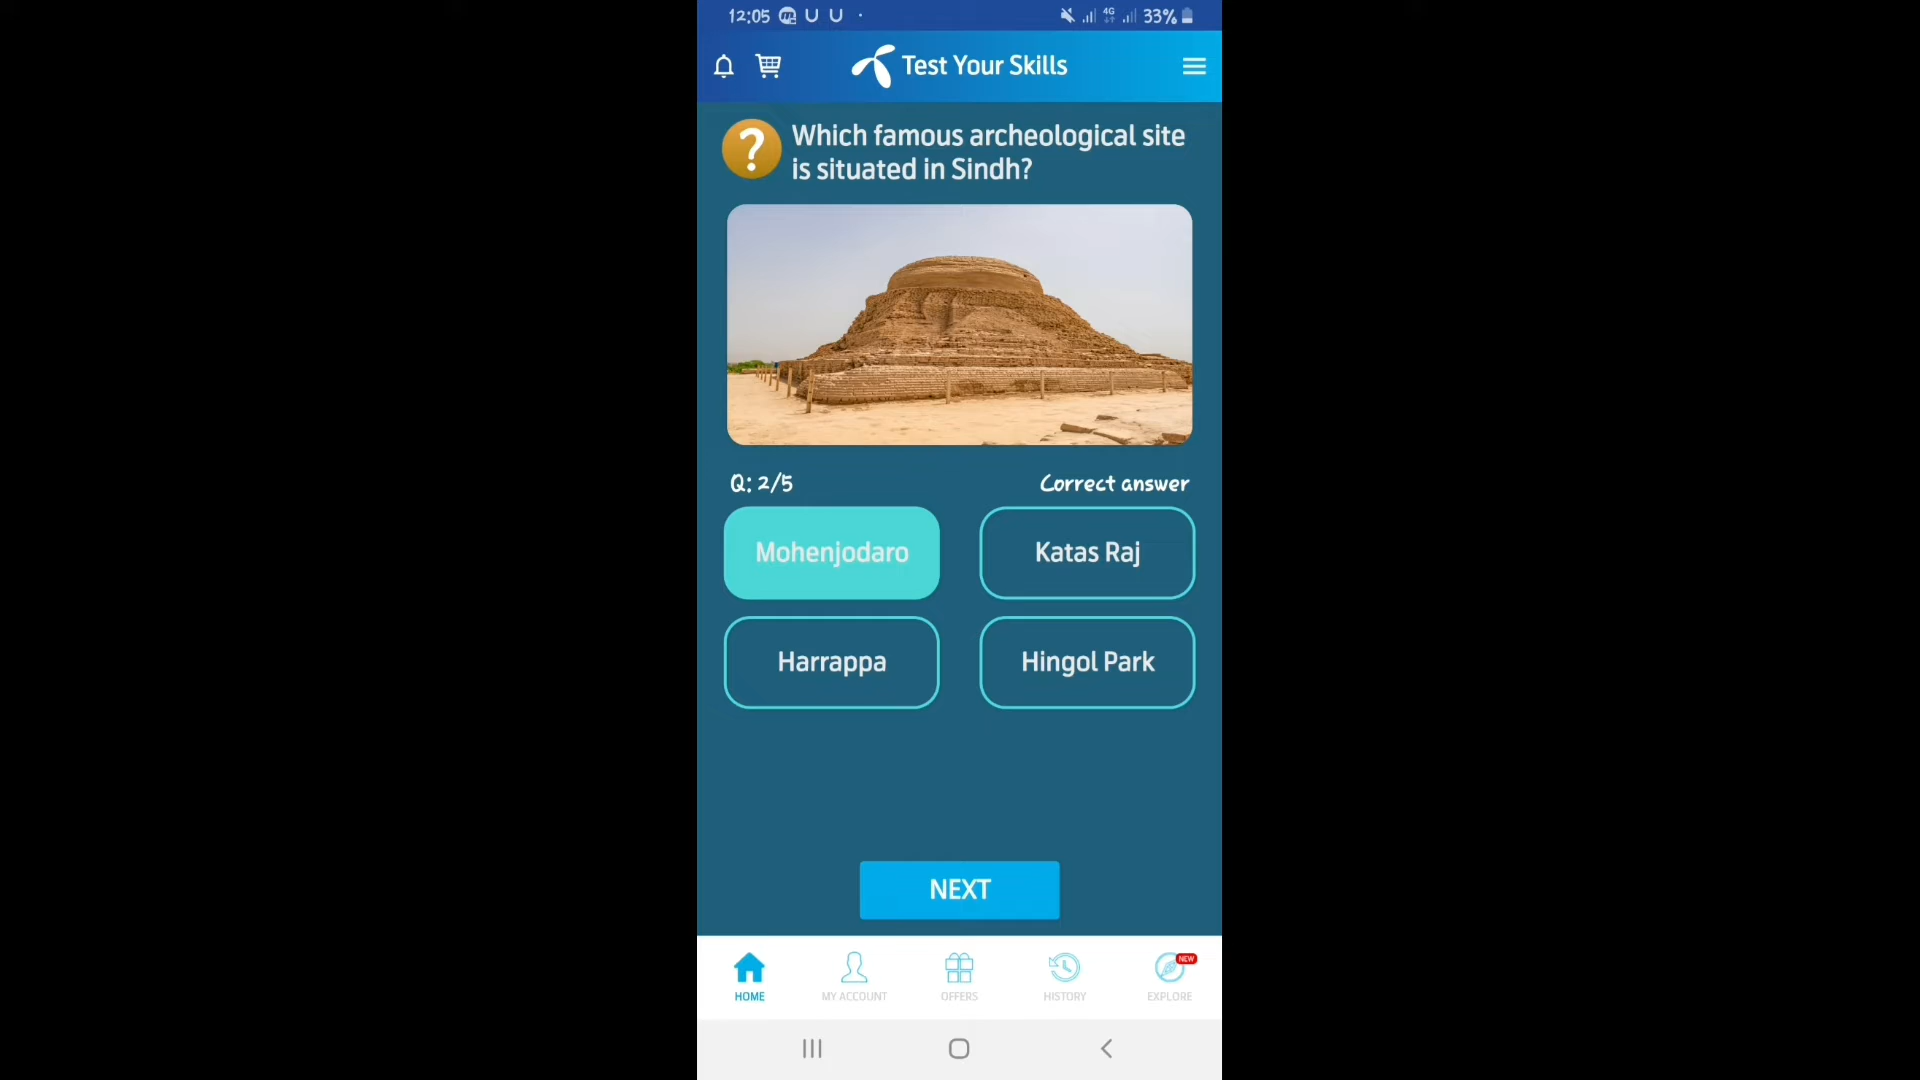 12:05 4G 33%
Test Your Skills
? Which famous archeological site
is situated in Sindh?
Q: 2/5 Correct answer
Mohenjodaro Katas Raj
Harrappa Hingol Park
NEXT
NEW
HOME MY ACCOUNT OFFERS HISTORY EXPLORE